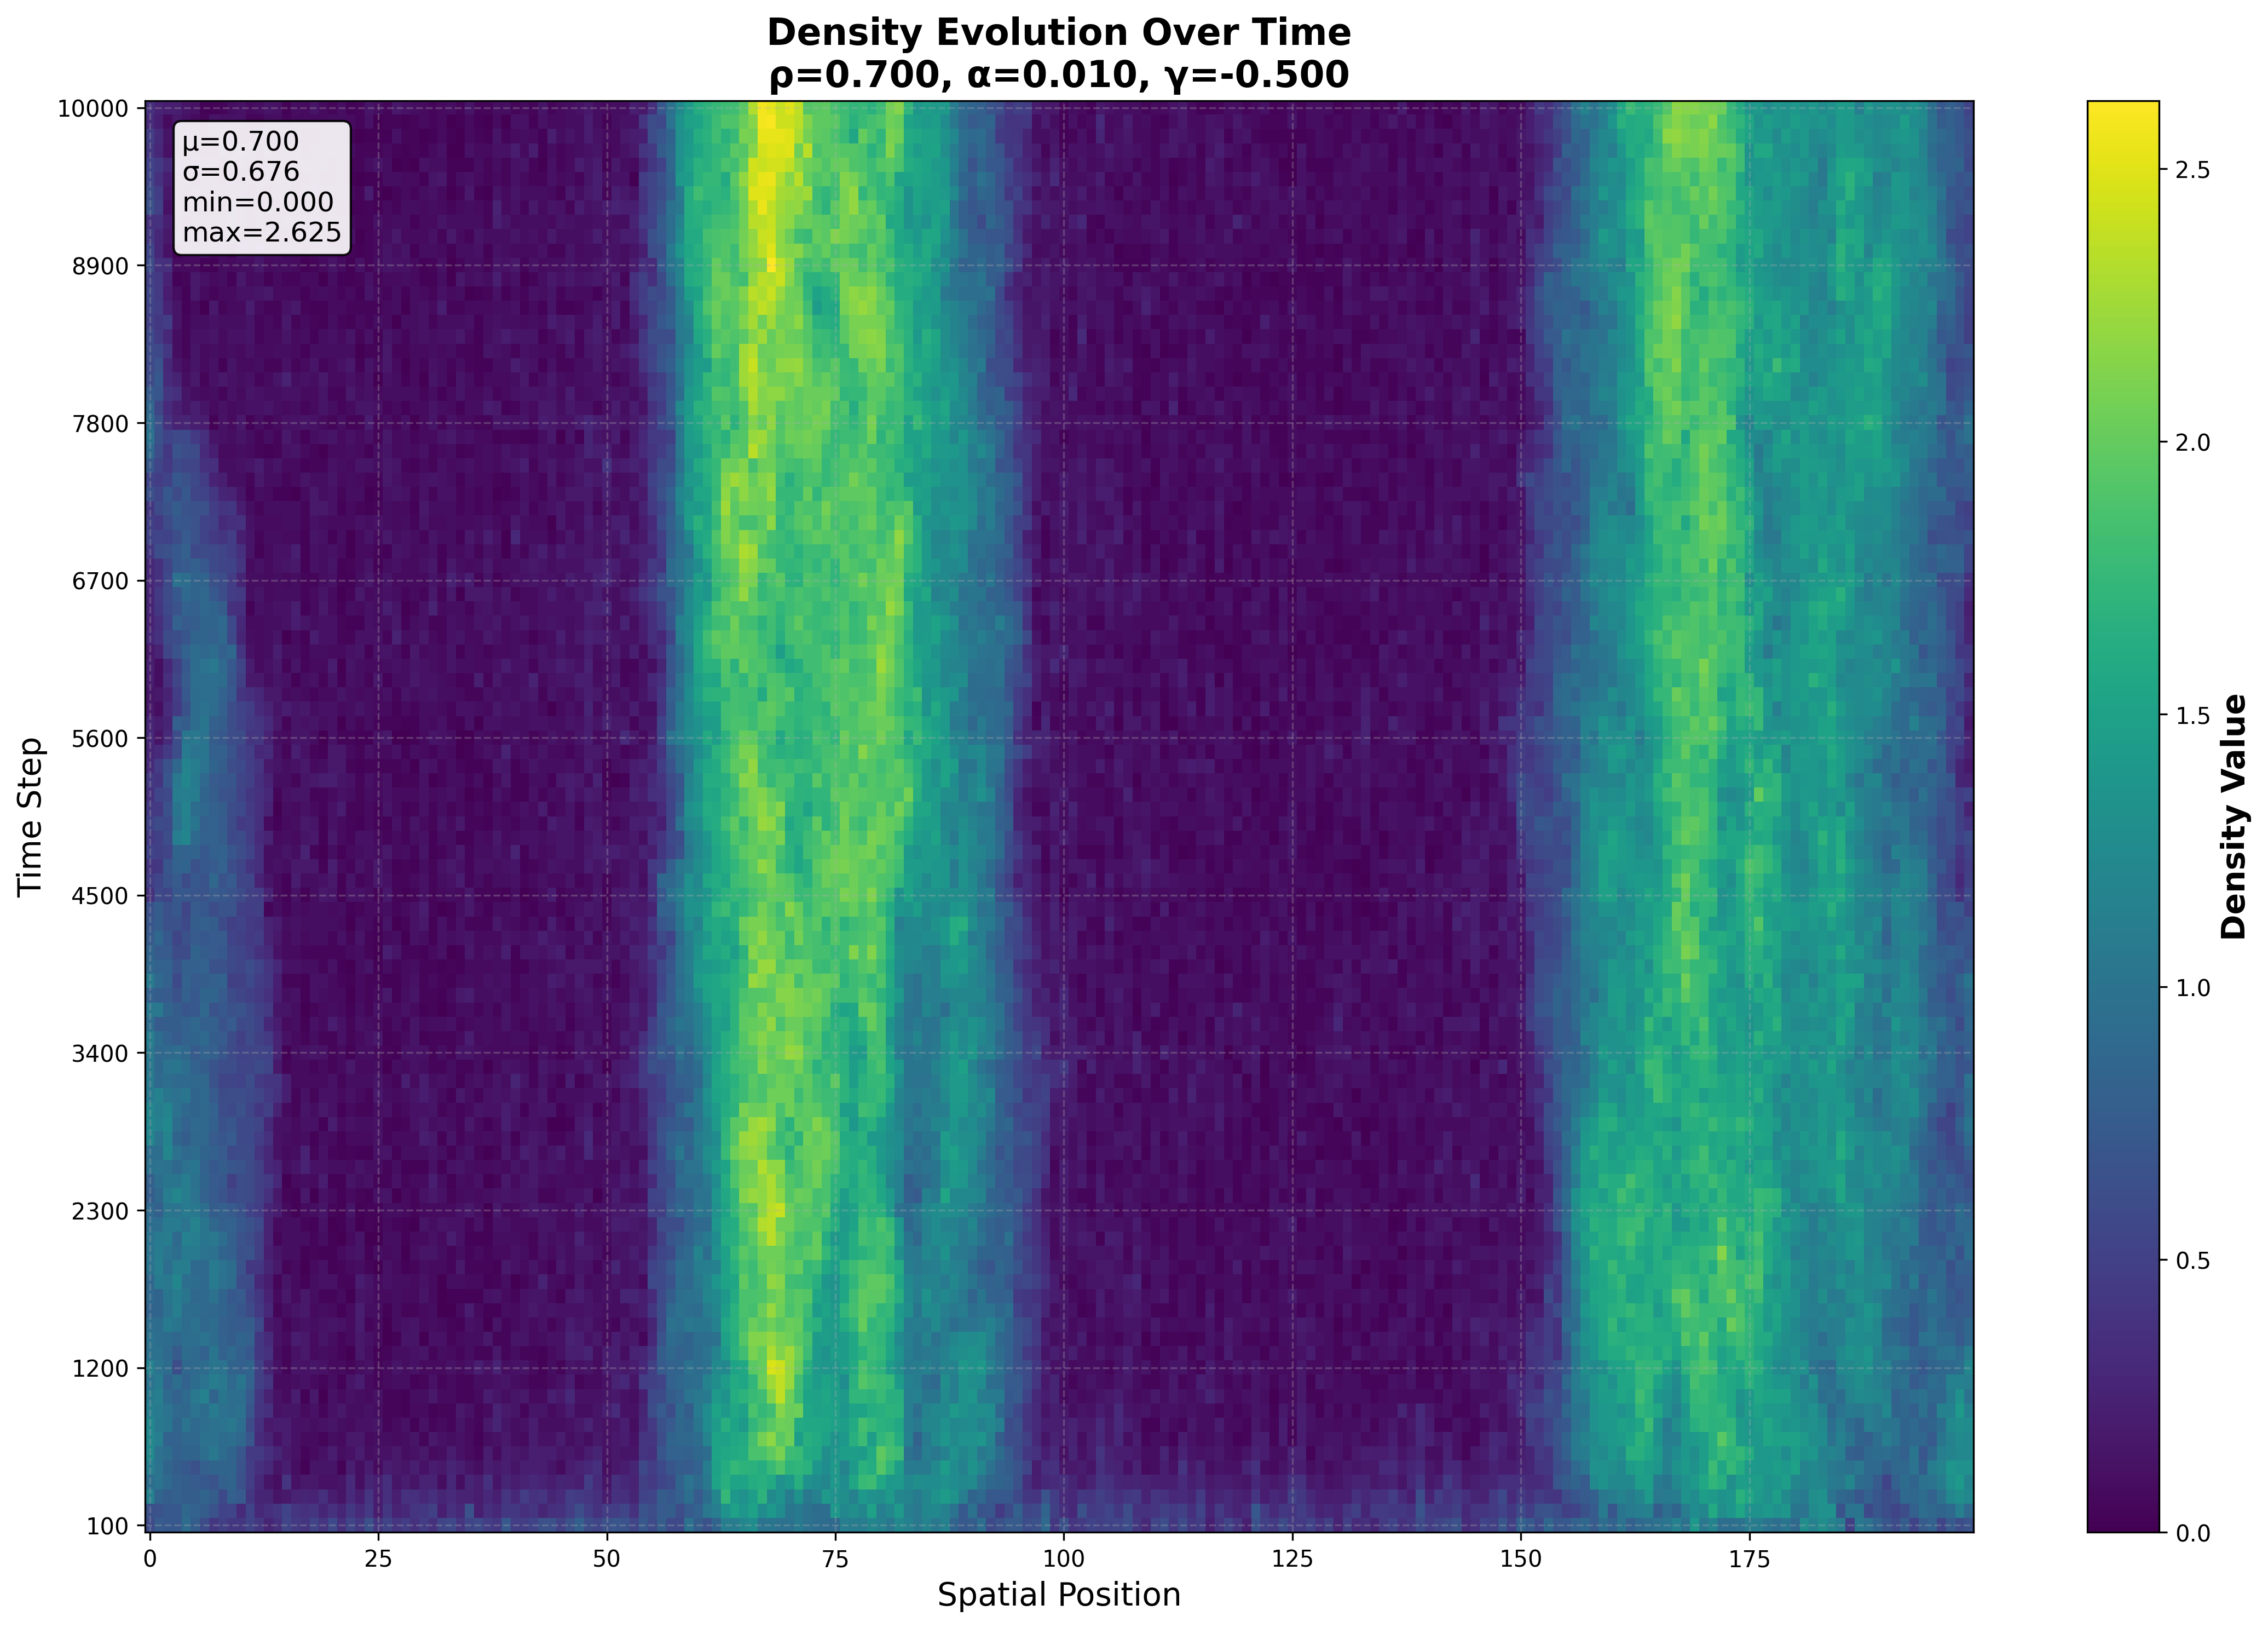 Density Evolution Over Time
ρ=0.700, α=0.010, γ=-0.500
μ=0.700
σ=0.676
min=0.000
max=2.625
10000
8900
7800
6700
5600
4500
3400
2300
1200
100
Time Step
0 25 50 75 100 125 150 175
Spatial Position
2.5
2.0
1.5
1.0
0.5
0.0
Density Value